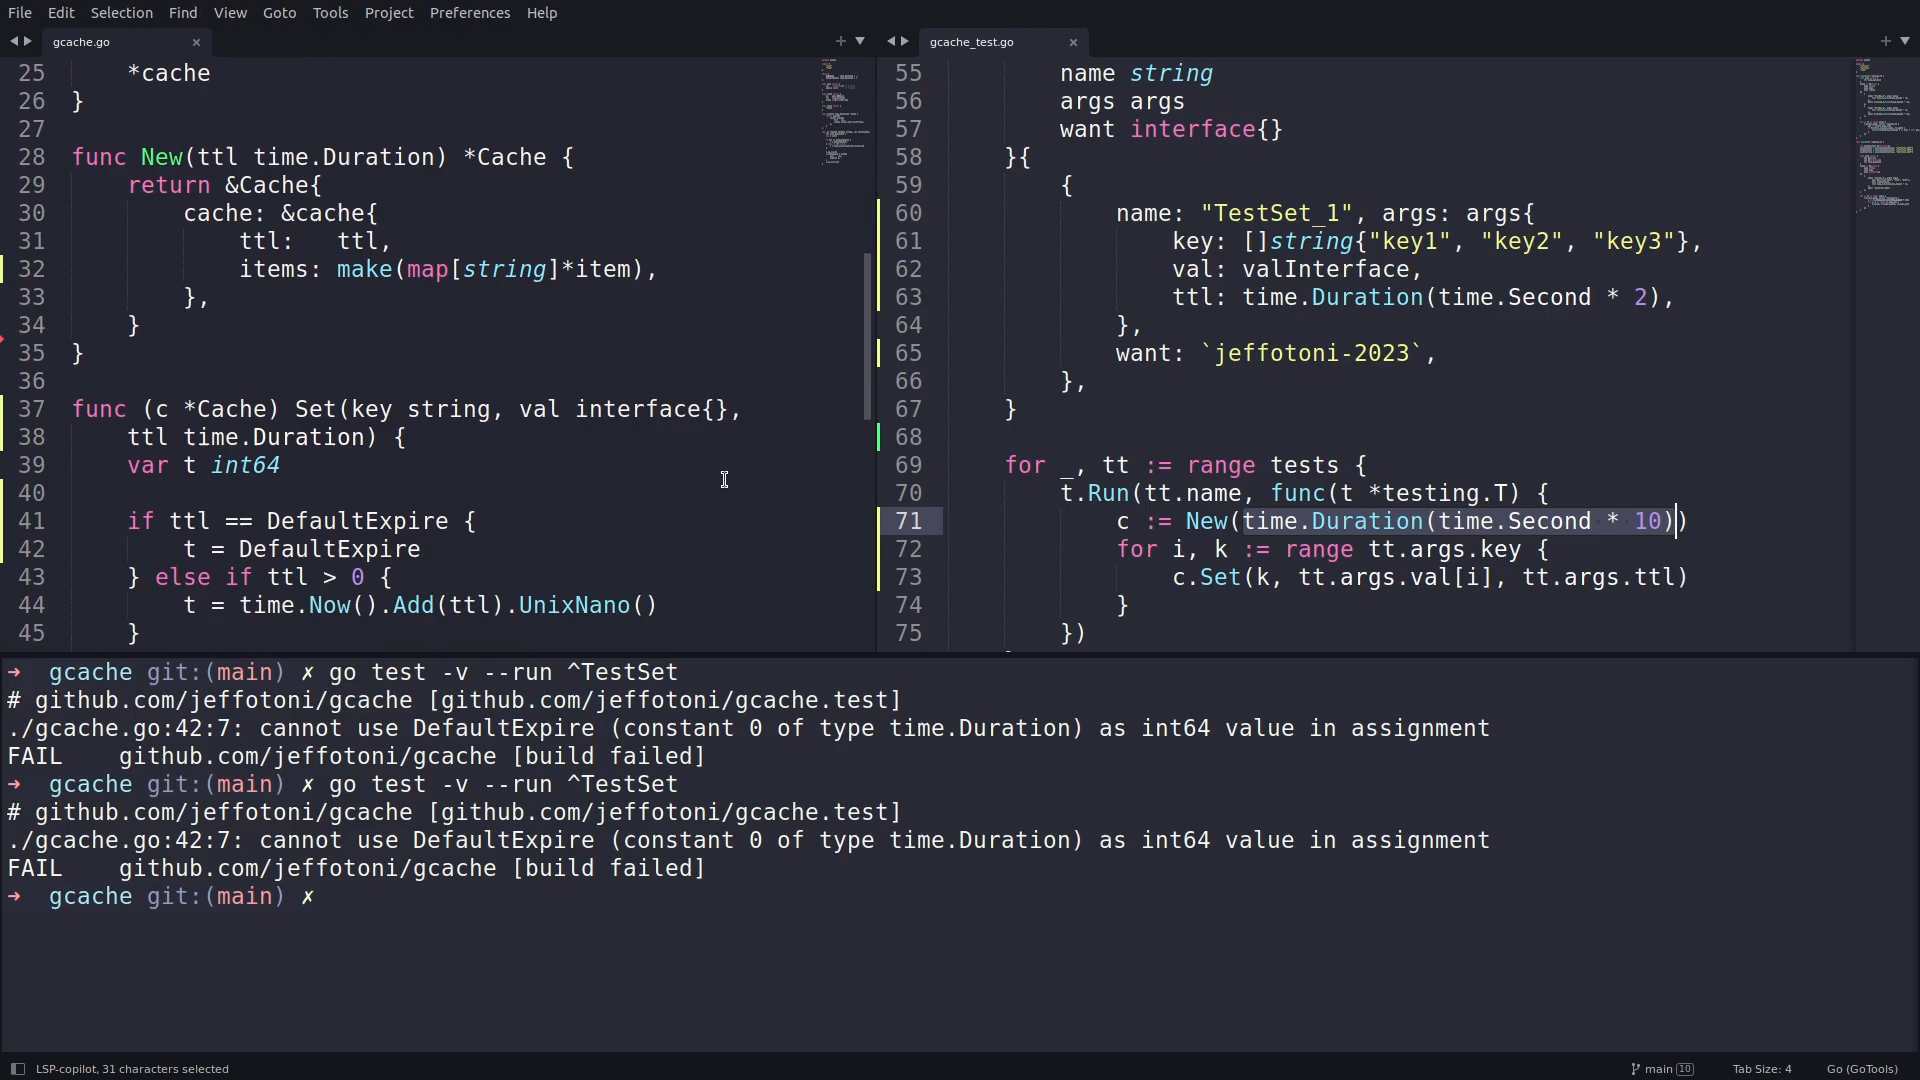 File Edit Selection Find View Goto Tools Project Preferences Help
gcache.go
25 *cache
26 }
27
28 func New(ttl time.Duration) *Cache {
29 return &Cache{
30 cache: &cache{
31 ttl:   ttl,
32 items: make(map[string]*item),
33 },
34 }
35 }
36
37 func (c *Cache) Set(key string, val interface{},
38 ttl time.Duration) {
39 var t int64
40
41 if ttl == DefaultExpire {
42 t = DefaultExpire
43 } else if ttl > 0 {
44 t = time.Now().Add(ttl).UnixNano()
45 }
gcache_test.go
55 name string
56 args args
57 want interface{}
58 }{
59 {
60 name: "TestSet_1", args: args{
61 key: []string{"key1", "key2", "key3"},
62 val: valInterface,
63 ttl: time.Duration(time.Second * 2),
64 },
65 want: `jeffotoni-2023`,
66 },
67 }
68
69 for _, tt := range tests {
70 t.Run(tt.name, func(t *testing.T) {
71 c := New(time.Duration(time.Second * 10))
72 for i, k := range tt.args.key {
73 c.Set(k, tt.args.val[i], tt.args.ttl)
74 }
75 })
➜  gcache git:(main) ✗ go test -v --run ^TestSet
# github.com/jeffotoni/gcache [github.com/jeffotoni/gcache.test]
./gcache.go:42:7: cannot use DefaultExpire (constant 0 of type time.Duration) as int64 value in assignment
FAIL    github.com/jeffotoni/gcache [build failed]
➜  gcache git:(main) ✗ go test -v --run ^TestSet
# github.com/jeffotoni/gcache [github.com/jeffotoni/gcache.test]
./gcache.go:42:7: cannot use DefaultExpire (constant 0 of type time.Duration) as int64 value in assignment
FAIL    github.com/jeffotoni/gcache [build failed]
➜  gcache git:(main) ✗
LSP-copilot, 31 characters selected
main 10 Tab Size: 4 Go (GoTools)